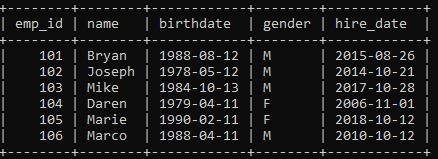 +--------+--------+------------+--------+------------+
| emp_id | name   | birthdate  | gender | hire_date  |
+--------+--------+------------+--------+------------+
|    101 | Bryan  | 1988-08-12 | M      | 2015-08-26 |
|    102 | Joseph | 1978-05-12 | M      | 2014-10-21 |
|    103 | Mike   | 1984-10-13 | M      | 2017-10-28 |
|    104 | Daren  | 1979-04-11 | F      | 2006-11-01 |
|    105 | Marie  | 1990-02-11 | F      | 2018-10-12 |
|    106 | Marco  | 1988-04-11 | M      | 2010-10-12 |
+--------+--------+------------+--------+------------+